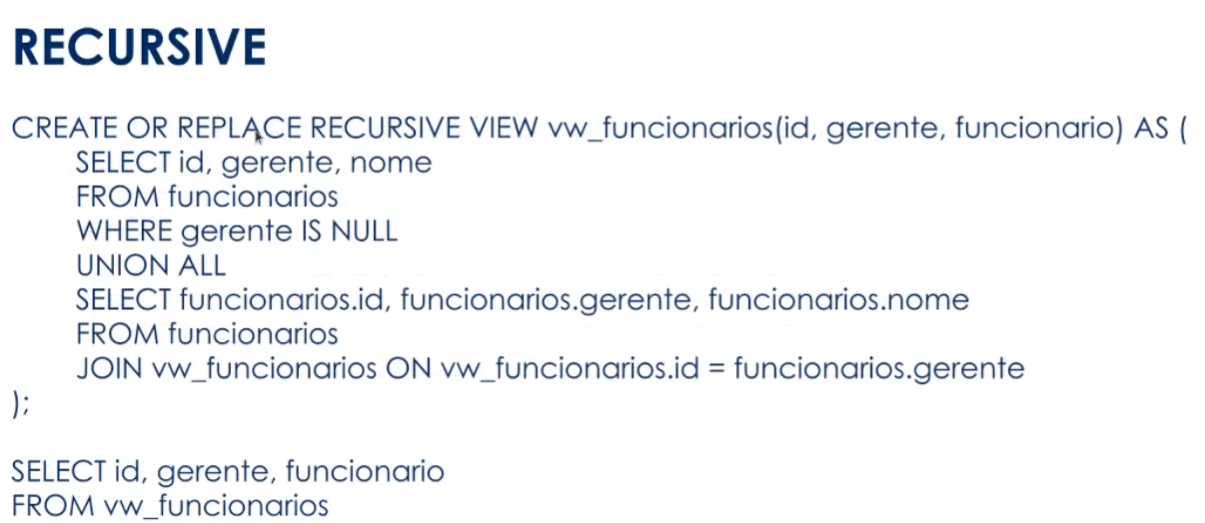 RECURSIVE
CREATE OR REPLACE RECURSIVE VIEW vw_funcionarios(id, gerente, funcionario) AS (
SELECT id, gerente, nome
FROM funcionarios
WHERE gerente IS NULL
UNION ALL
SELECT funcionarios.id, funcionarios.gerente, funcionarios.nome
FROM funcionarios
JOIN vw_funcionarios ON vw_funcionarios.id = funcionarios.gerente
);
SELECT id, gerente, funcionario
FROM vw_funcionarios